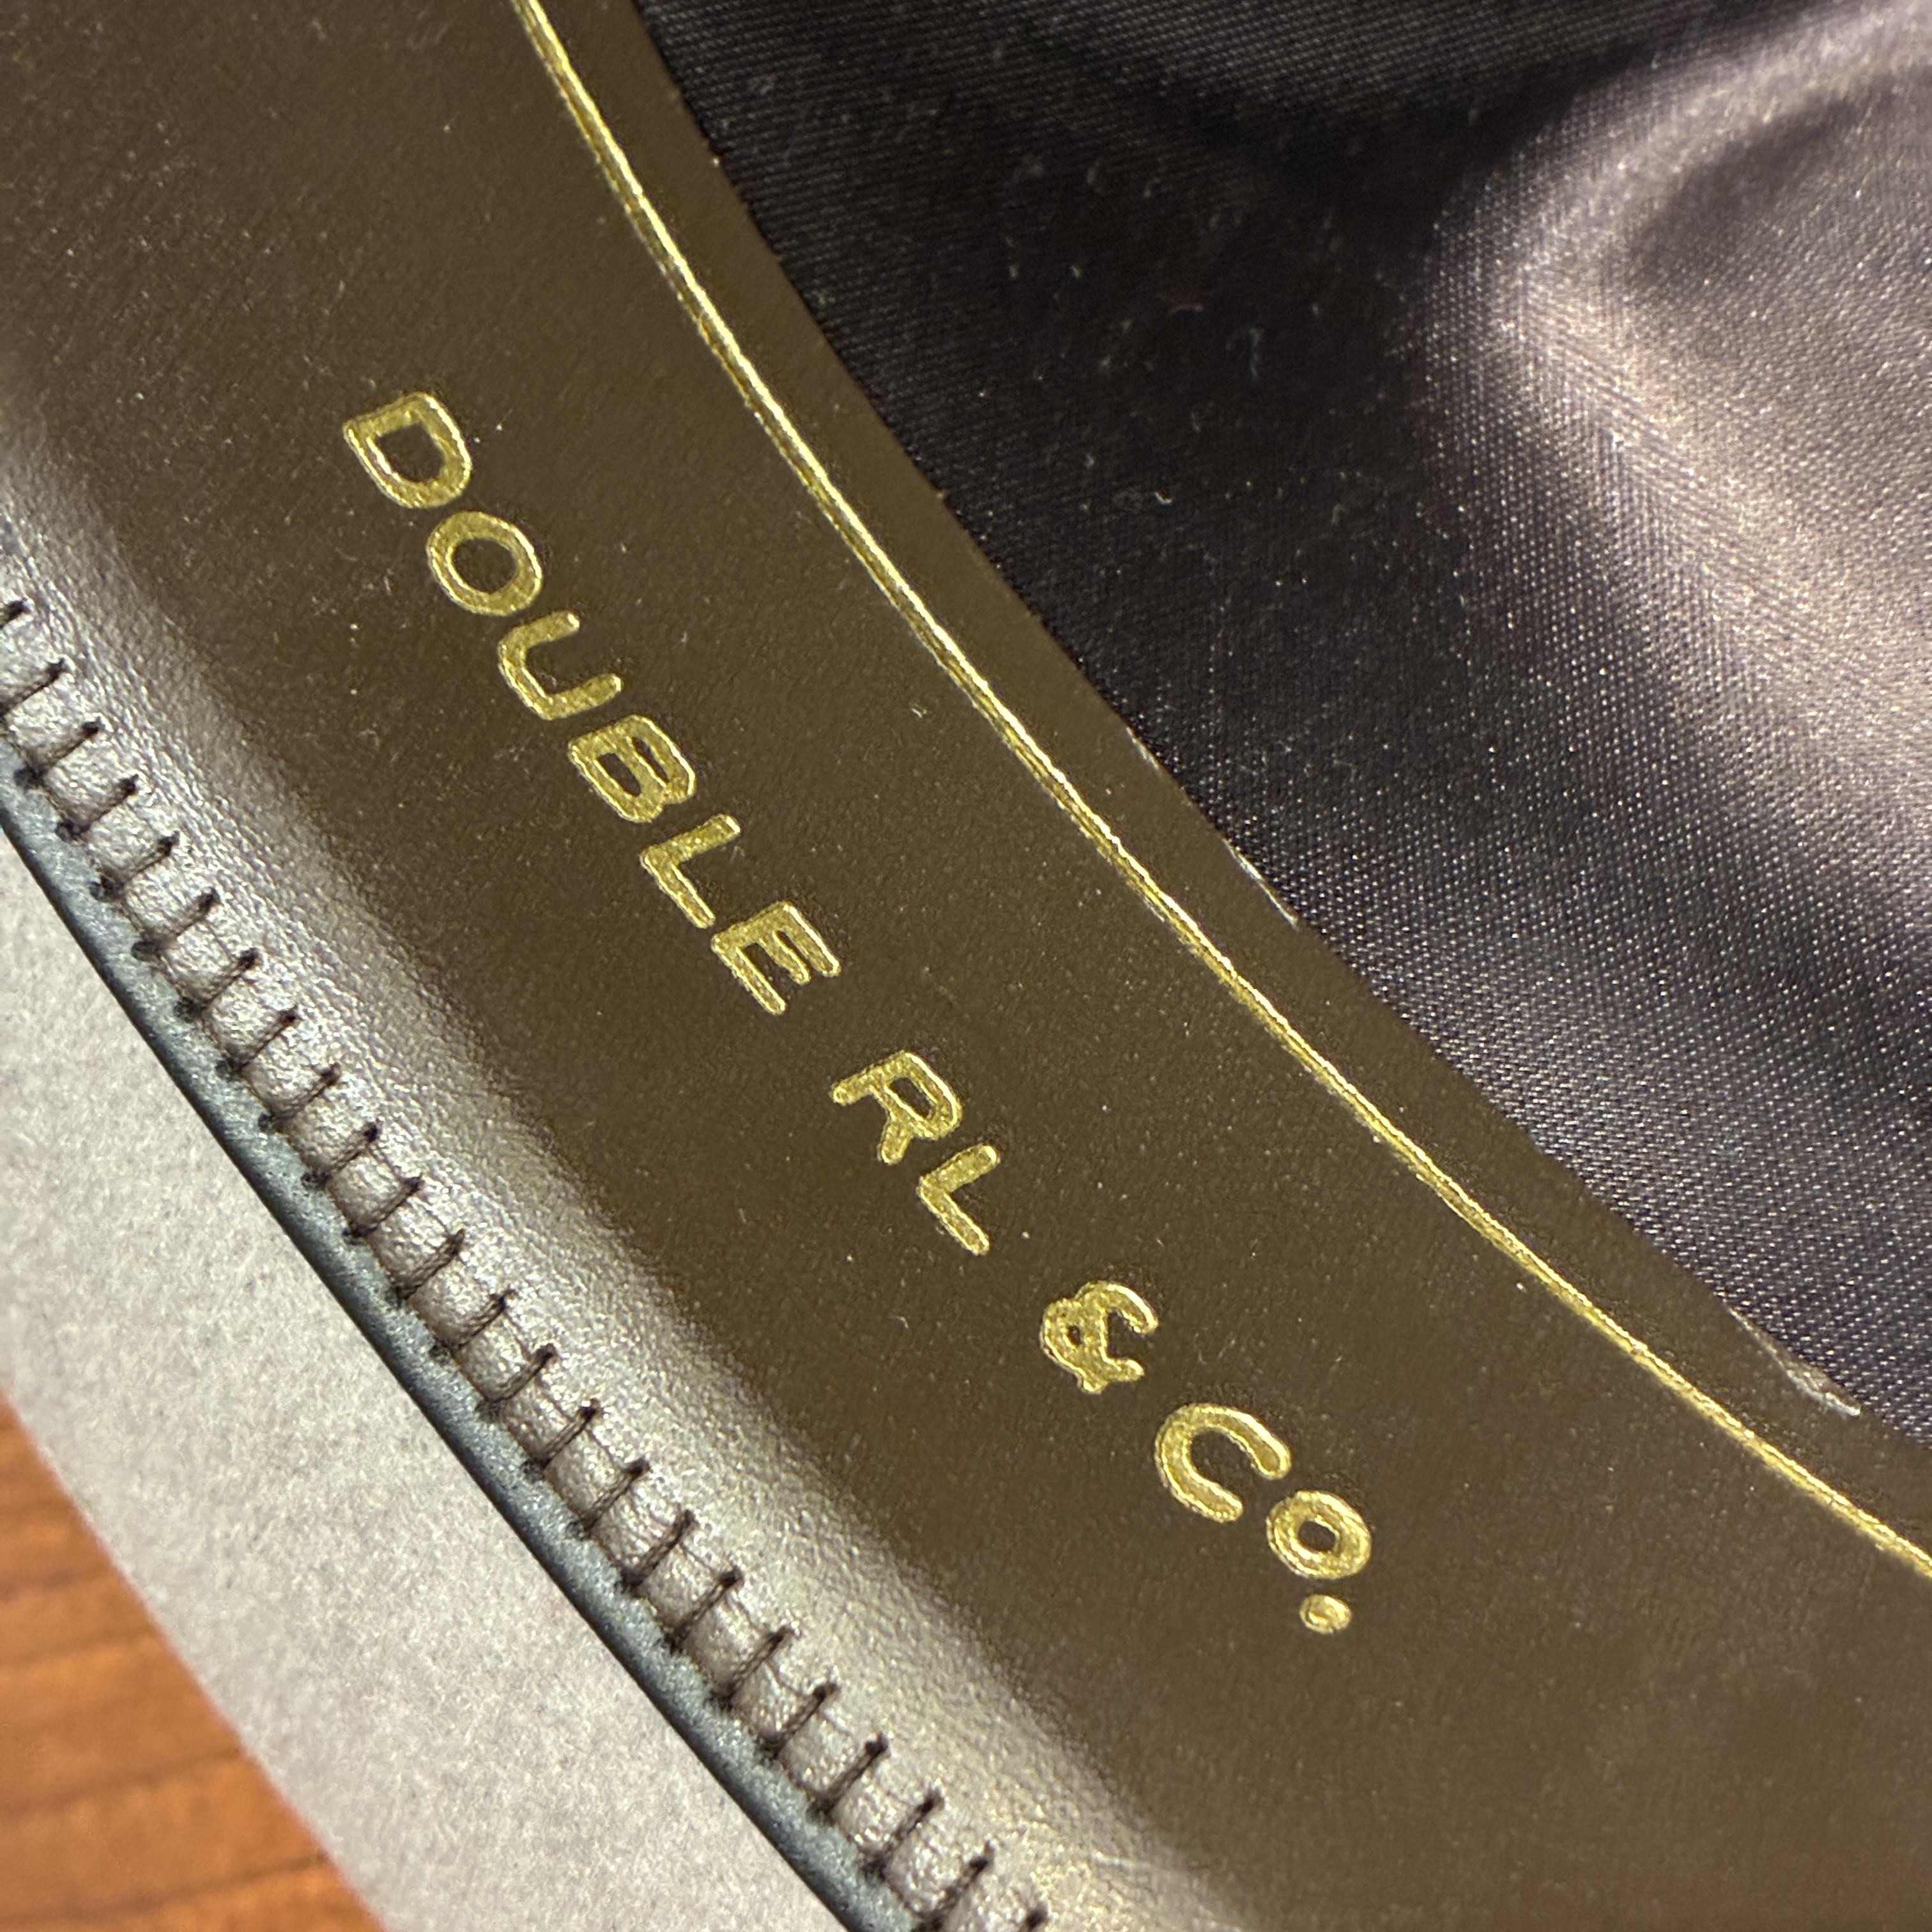 DOUBLE RL & Co.